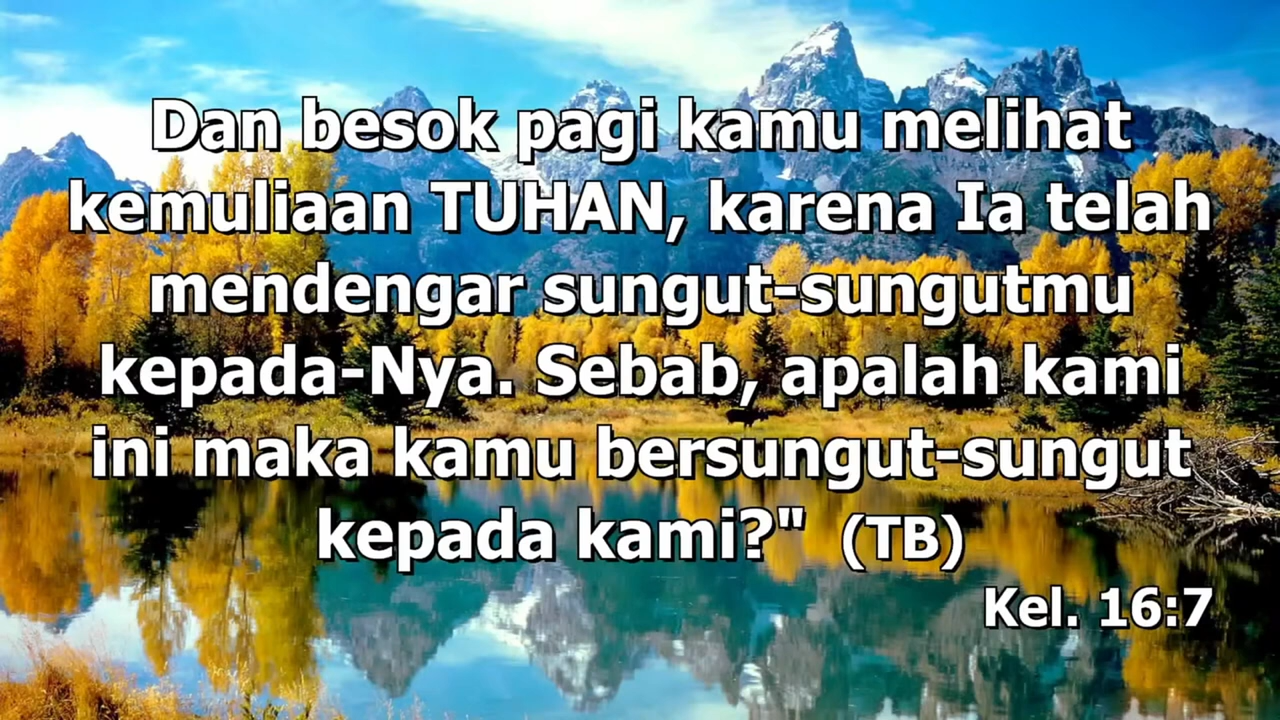 Dan besok pagi kamu melihat
kemuliaan TUHAN, karena Ia telah
mendengar sungut-sungutmu
kepada-Nya. Sebab, apalah kami
ini maka kamu bersungut-sungut
kepada kami?" (TB)
Kel. 16:7